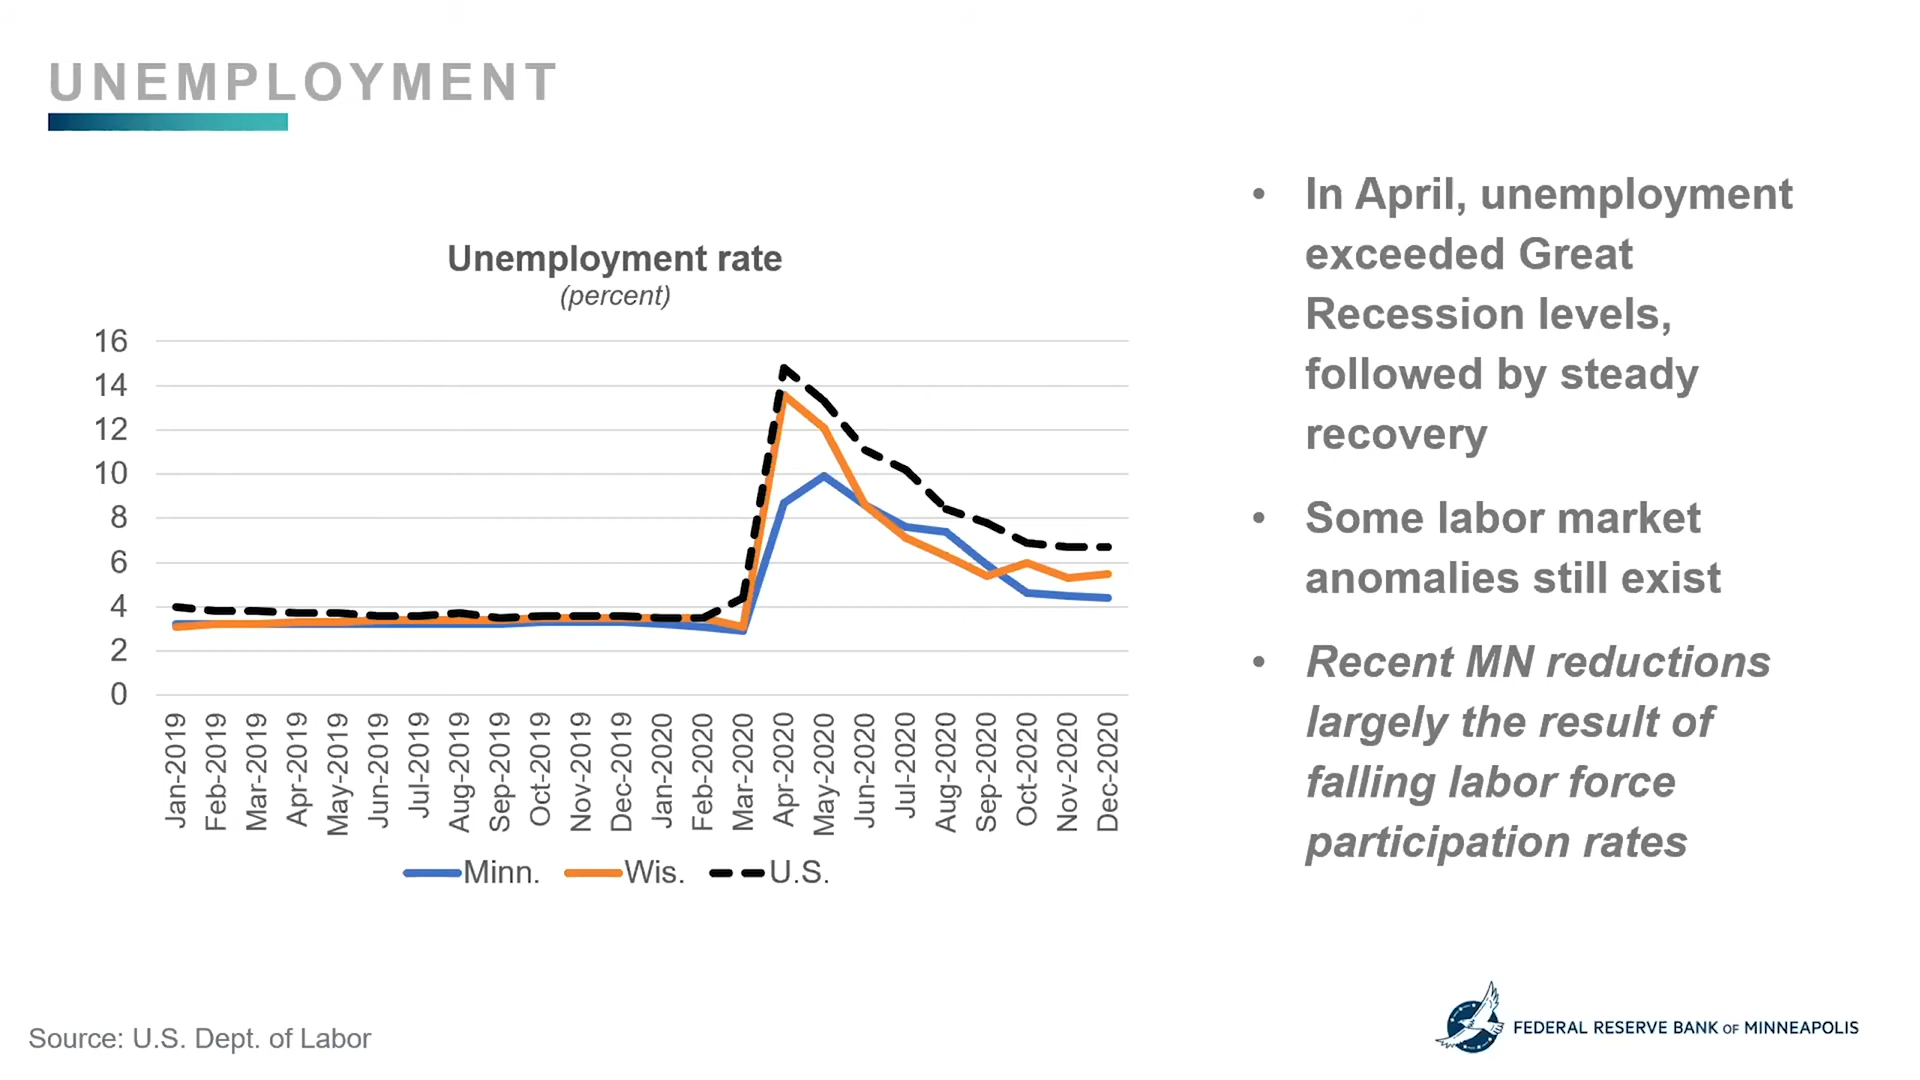 UNEMPLOYMENT
Unemployment rate
(percent)
16
14
12
10
8
6
4
2
0
Jan-2019
Feb-2019
Mar-2019
Apr-2019
May-2019
Jun-2019
Jul-2019
Aug-2019
Sep-2019
Oct-2019
Nov-2019
Dec-2019
Jan-2020
Feb-2020
Mar-2020
Apr-2020
May-2020
Jun-2020
Jul-2020
Aug-2020
Sep-2020
Oct-2020
Nov-2020
Dec-2020
Minn. Wis. U.S.
• In April, unemployment
exceeded Great
Recession levels,
followed by steady
recovery
• Some labor market
anomalies still exist
• Recent MN reductions
largely the result of
falling labor force
participation rates
Source: U.S. Dept. of Labor
FEDERAL RESERVE BANK OF MINNEAPOLIS